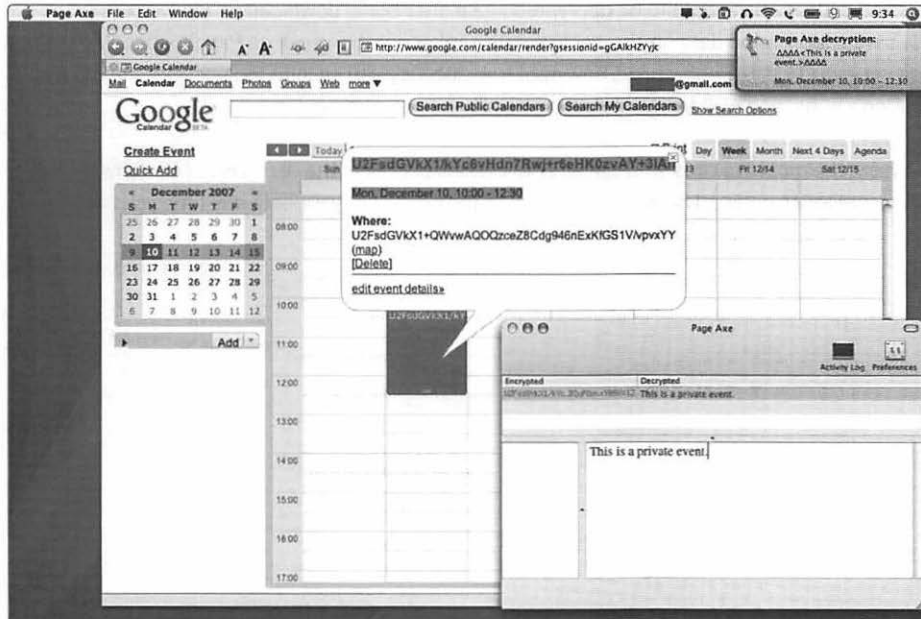 Page Axe File Edit Window Help
9:34
Google Calendar
http://www.google.com/calendar/render?gsessionid=gGAlkHZYyjc
Google Calendar
Page Axe decryption:
ΔΔΔΔ<This is a private
event.>ΔΔΔΔ
Mon, December 10, 10:00 - 12:30
Mail Calendar Documents Photos Groups Web more ▼
@gmail.com
Google
Calendar BETA
Search Public Calendars Search My Calendars Show Search Options
Create Event
Quick Add
Today
Day Week Month Next 4 Days Agenda
Sun Fri 12/14 Sat 12/15
« December 2007 »
S M T W T F S
25 26 27 28 29 30 1
2 3 4 5 6 7 8
9 10 11 12 13 14 15
16 17 18 19 20 21 22
23 24 25 26 27 28 29
30 31 1 2 3 4 5
6 7 8 9 10 11 12
Add
08:00
09:00
10:00
11:00
12:00
13:00
14:00
15:00
16:00
17:00
U2FsdGVkX1/kYc6vHdn7Rwj+r6eHK0zvAY+3lAn
Mon, December 10, 10:00 - 12:30
Where:
U2FsdGVkX1+QWvwAQOQzceZ8Cdg946nExKfGS1V/vpvxYY
(map)
[Delete]
edit event details»
U2FsdGVkX1/kY
Page Axe
Activity Log Preferences
Encrypted Decrypted
This is a private event.
This is a private event.